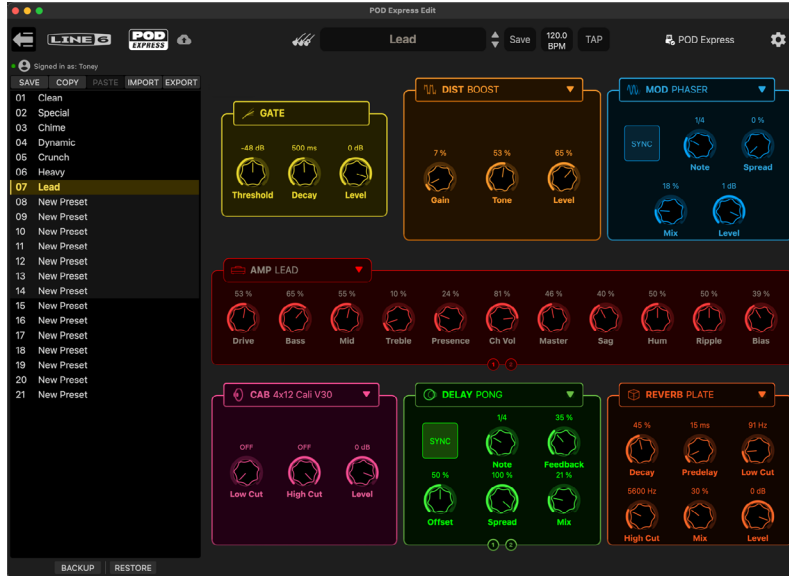 POD Express Edit
LINE 6
POD EXPRESS
Lead
Save
120.0 BPM
TAP
POD Express
Signed in as: Toney
SAVE COPY PASTE IMPORT EXPORT
01 Clean
02 Special
03 Chime
04 Dynamic
05 Crunch
06 Heavy
07 Lead
08 New Preset
09 New Preset
10 New Preset
11 New Preset
12 New Preset
13 New Preset
14 New Preset
15 New Preset
16 New Preset
17 New Preset
18 New Preset
19 New Preset
20 New Preset
21 New Preset
BACKUP RESTORE
GATE
-48 dB 500 ms 0 dB
Threshold Decay Level
DIST BOOST
7 % 53 % 65 %
Gain Tone Level
MOD PHASER
1/4 0 %
SYNC
Note Spread
18 % 1 dB
Mix Level
AMP LEAD
53 % 65 % 55 % 10 % 24 % 81 % 46 % 40 % 50 % 50 % 39 %
Drive Bass Mid Treble Presence Ch Vol Master Sag Hum Ripple Bias
1 2
CAB 4x12 Cali V30
OFF OFF 0 dB
Low Cut High Cut Level
DELAY PONG
1/4 35 %
SYNC
Note Feedback
50 % 100 % 21 %
Offset Spread Mix
1 2
REVERB PLATE
45 % 15 ms 91 Hz
Decay Predelay Low Cut
5600 Hz 30 % 0 dB
High Cut Mix Level